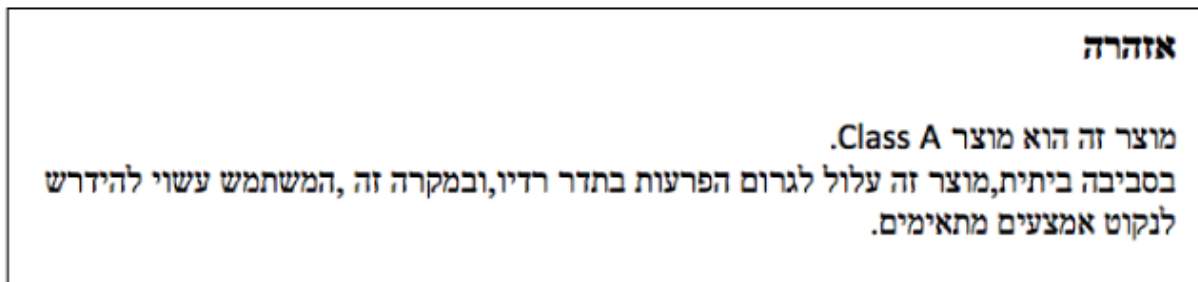 אזהרה
מוצר זה הוא מוצר Class A.
בסביבה ביתית,מוצר זה עלול לגרום הפרעות בתדר רדיו,ובמקרה זה ,המשתמש עשוי להידרש
לנקוט אמצעים מתאימים.